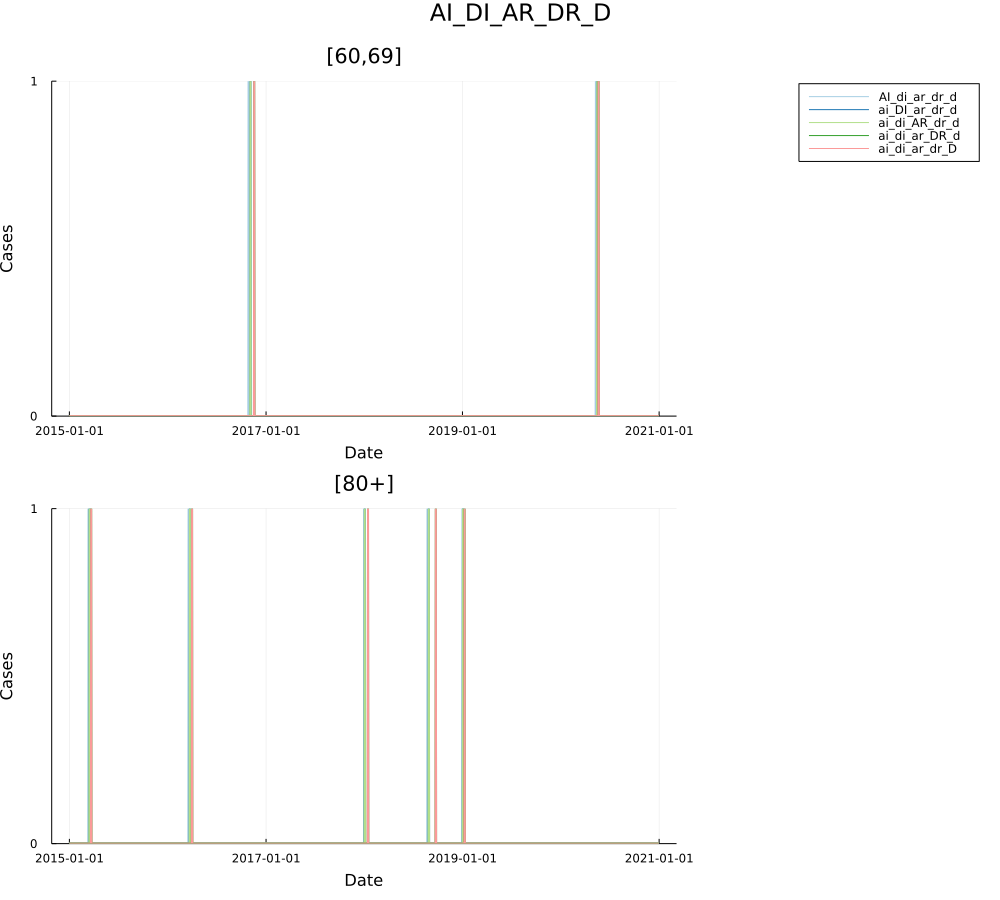 AI_DI_AR_DR_D
[60,69]
1
Cases
0
2015-01-01 2017-01-01 2019-01-01 2021-01-01
Date
AI_di_ar_dr_d
ai_DI_ar_dr_d
ai_di_AR_dr_d
ai_di_ar_DR_d
ai_di_ar_dr_D
[80+]
1
Cases
0
2015-01-01 2017-01-01 2019-01-01 2021-01-01
Date